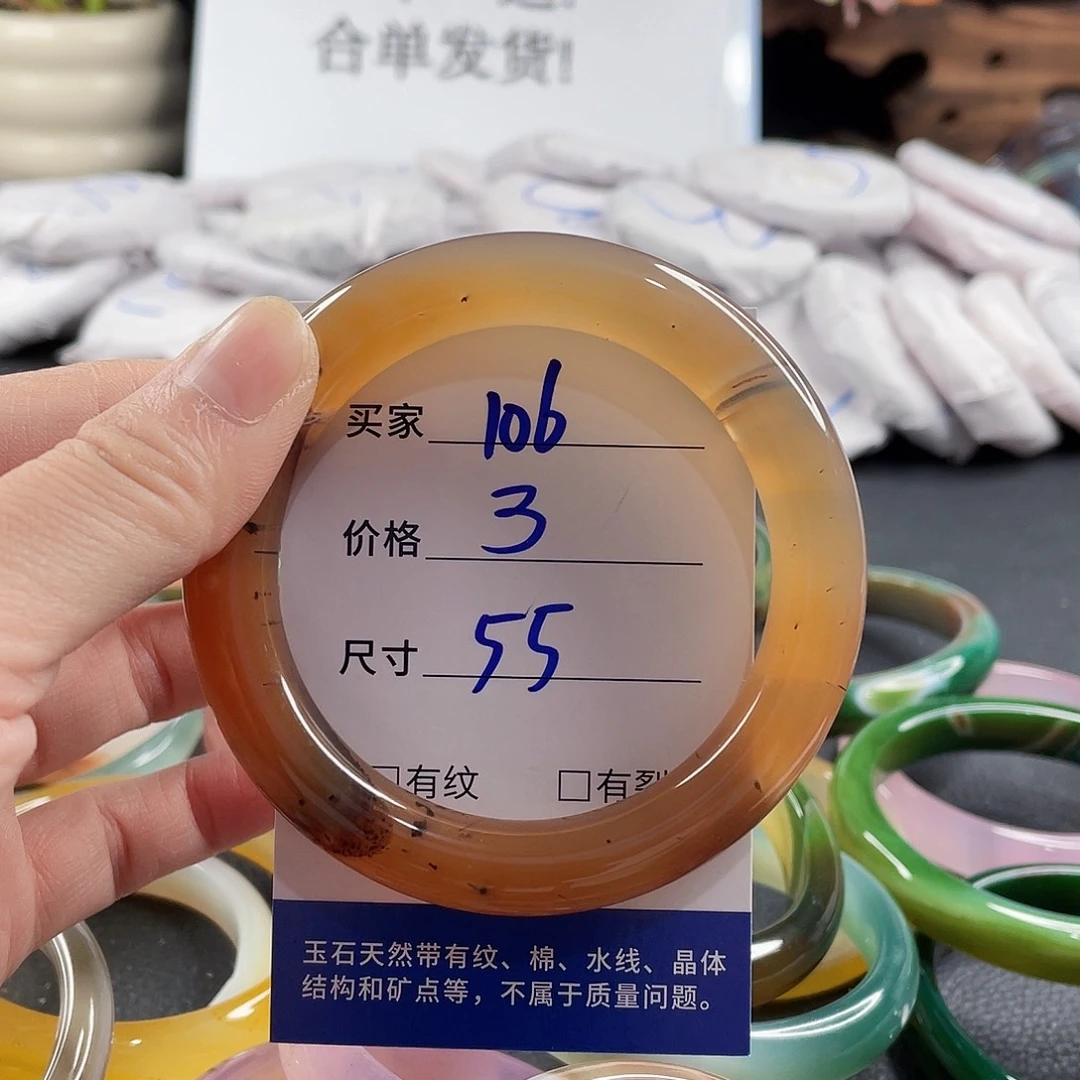 合单发货!
买家 106
价格 3
尺寸 55
□有纹 □有裂
玉石天然带有纹、棉、水线、晶体
结构和矿点等，不属于质量问题。